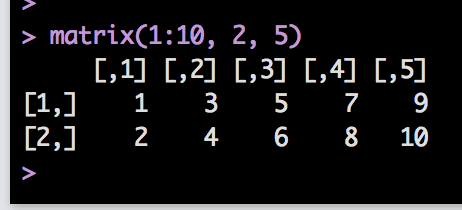 >
> matrix(1:10, 2, 5)
     [,1] [,2] [,3] [,4] [,5]
[1,]    1    3    5    7    9
[2,]    2    4    6    8   10
>